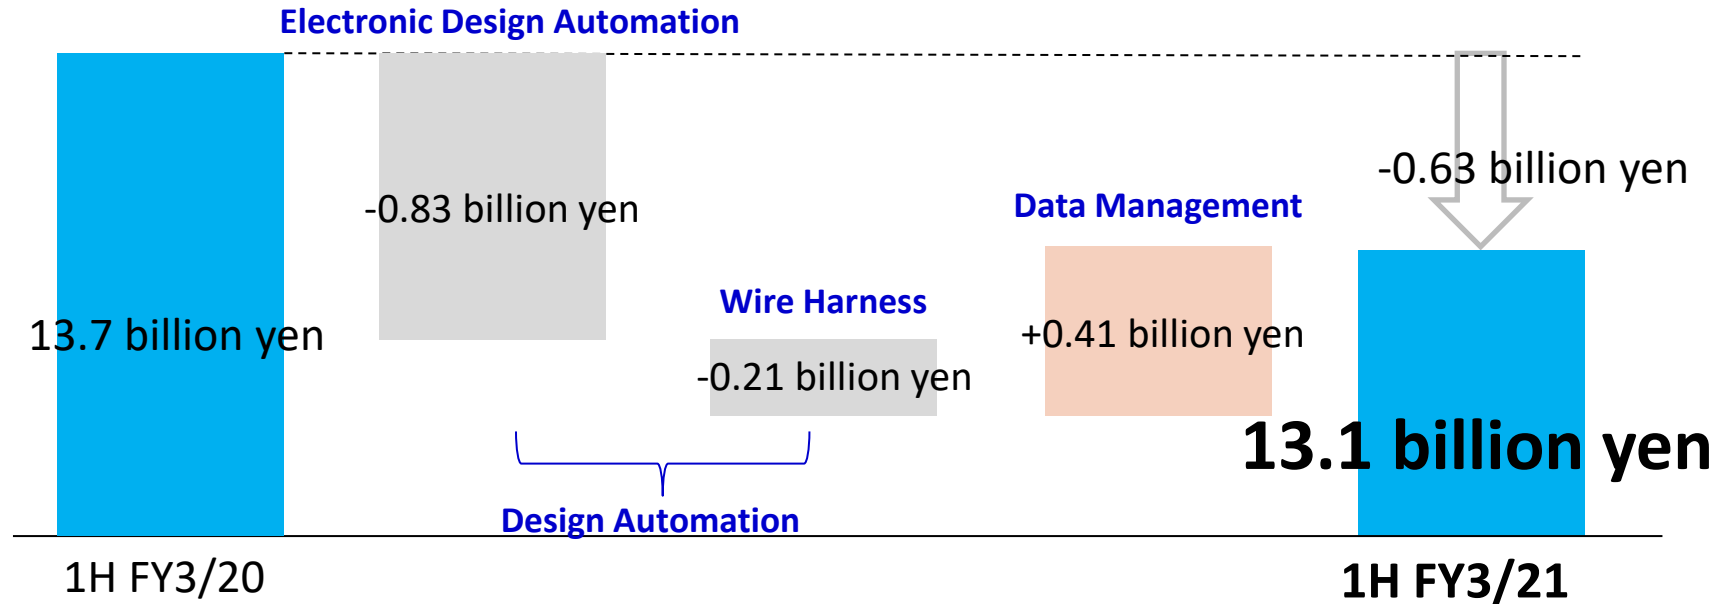 Electronic Design Automation
-0.63 billion yen
-0.83 billion yen
Data Management
Wire Harness
13.7 billion yen
+0.41 billion yen
-0.21 billion yen
13.1 billion yen
Design Automation
1H FY3/20
1H FY3/21